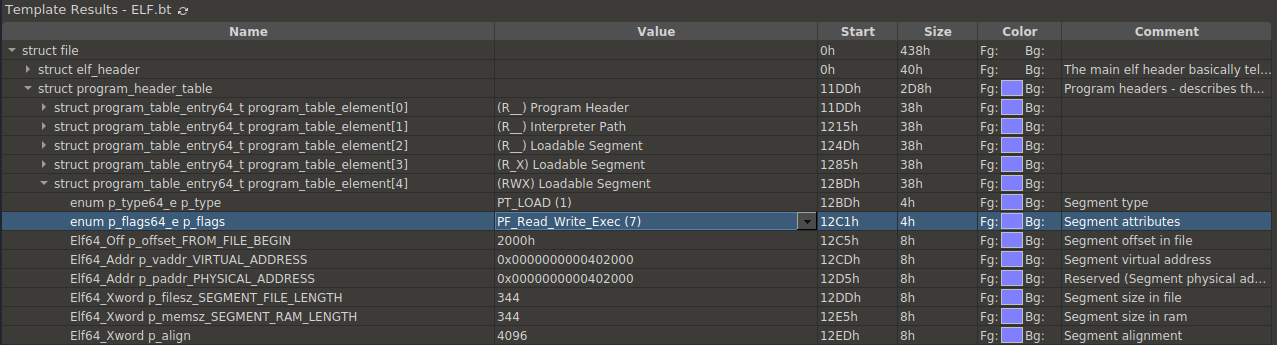 Template Results - ELF.bt
Name Value Start Size Color Comment
struct file 0h 438h Fg: Bg:
struct elf_header 0h 40h Fg: Bg: The main elf header basically tel...
struct program_header_table 11DDh 2D8h Fg: Bg: Program headers - describes th...
struct program_table_entry64_t program_table_element[0] (R__) Program Header 11DDh 38h Fg: Bg:
struct program_table_entry64_t program_table_element[1] (R__) Interpreter Path 1215h 38h Fg: Bg:
struct program_table_entry64_t program_table_element[2] (R__) Loadable Segment 124Dh 38h Fg: Bg:
struct program_table_entry64_t program_table_element[3] (R_X) Loadable Segment 1285h 38h Fg: Bg:
struct program_table_entry64_t program_table_element[4] (RWX) Loadable Segment 12BDh 38h Fg: Bg:
enum p_type64_e p_type PT_LOAD (1) 12BDh 4h Fg: Bg: Segment type
enum p_flags64_e p_flags PF_Read_Write_Exec (7) 12C1h 4h Fg: Bg: Segment attributes
Elf64_Off p_offset_FROM_FILE_BEGIN 2000h 12C5h 8h Fg: Bg: Segment offset in file
Elf64_Addr p_vaddr_VIRTUAL_ADDRESS 0x0000000000402000 12CDh 8h Fg: Bg: Segment virtual address
Elf64_Addr p_paddr_PHYSICAL_ADDRESS 0x0000000000402000 12D5h 8h Fg: Bg: Reserved (Segment physical ad...
Elf64_Xword p_filesz_SEGMENT_FILE_LENGTH 344 12DDh 8h Fg: Bg: Segment size in file
Elf64_Xword p_memsz_SEGMENT_RAM_LENGTH 344 12E5h 8h Fg: Bg: Segment size in ram
Elf64_Xword p_align 4096 12EDh 8h Fg: Bg: Segment alignment